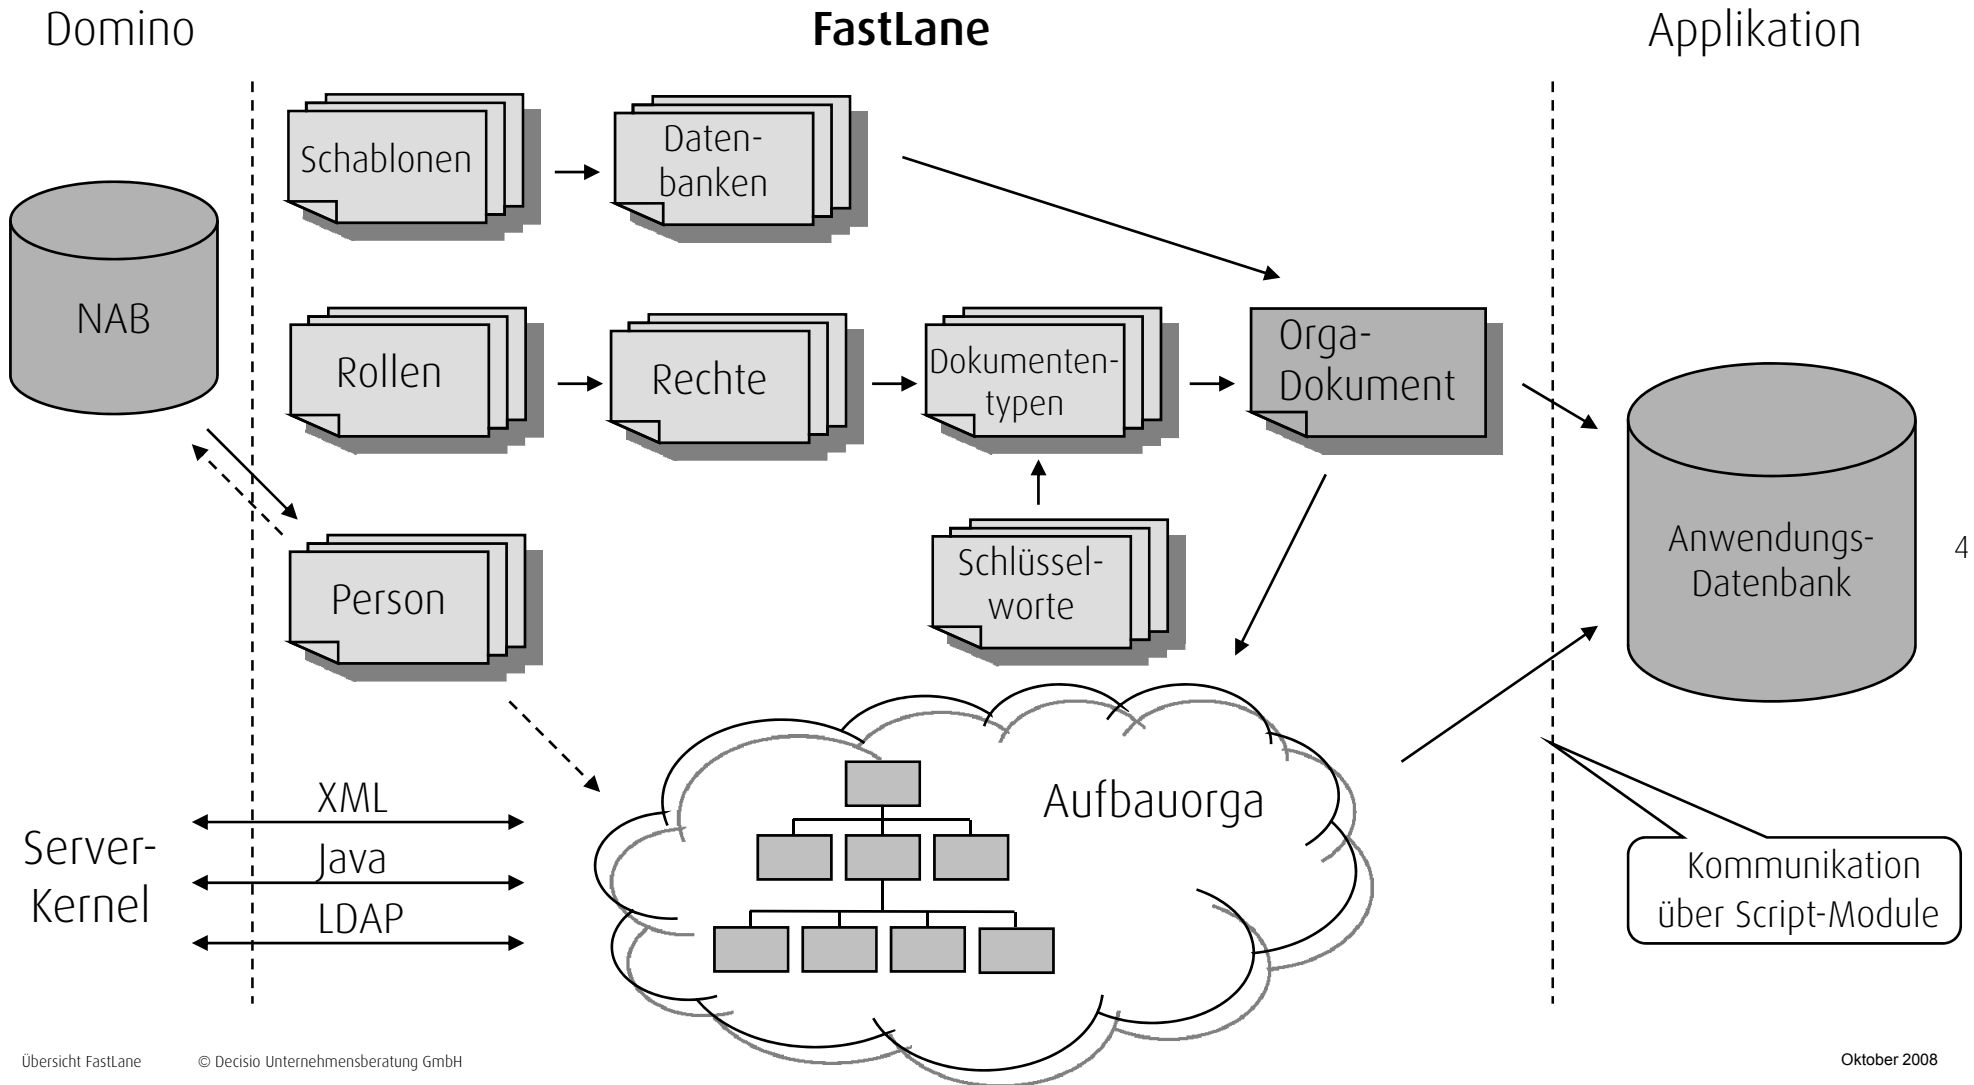 Domino
FastLane
Applikation
Schablonen
Daten-
banken
NAB
Rollen
Rechte
Dokumenten-
typen
Orga-
Dokument
Person
Schlüssel-
worte
Anwendungs-
Datenbank
4
Aufbauorga
XML
Java
LDAP
Server-
Kernel
Kommunikation
über Script-Module
Übersicht FastLane
© Decisio Unternehmensberatung GmbH
Oktober 2008